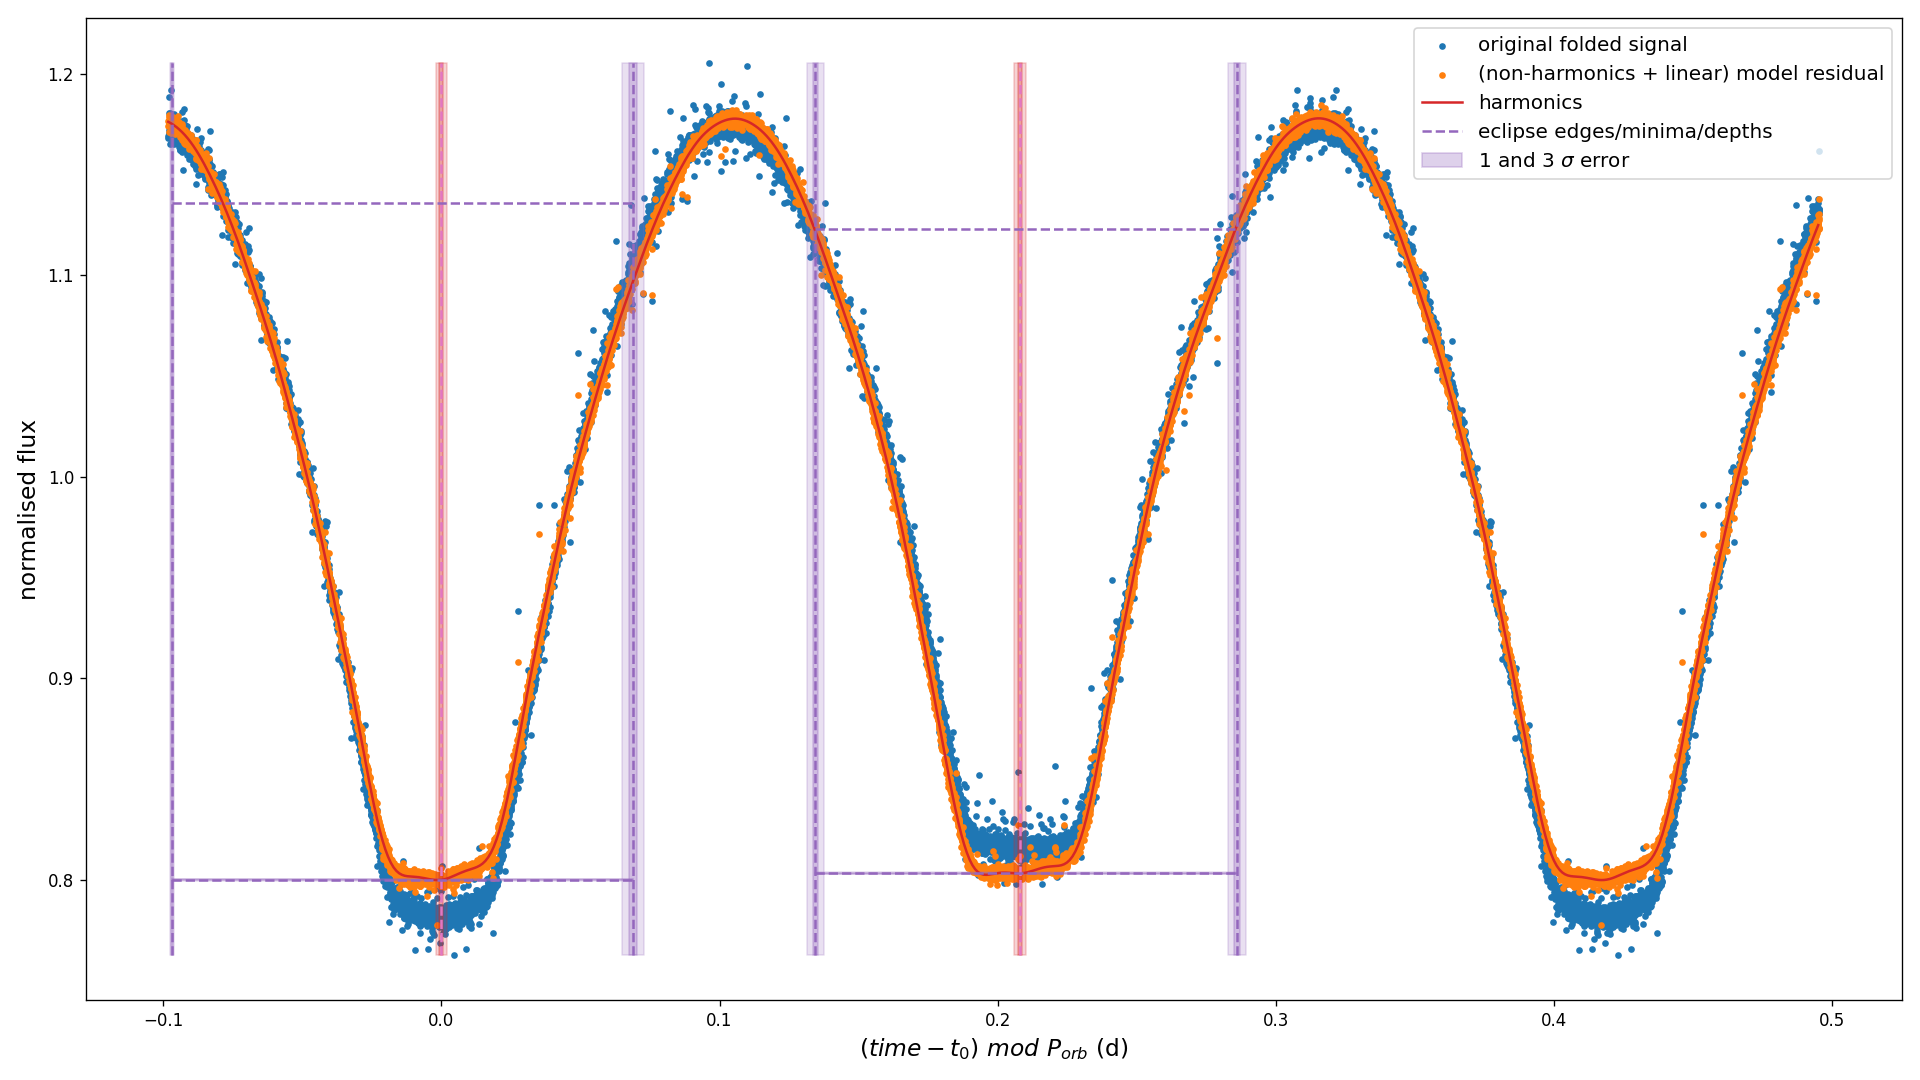 original folded signal
(non-harmonics + linear) model residual
harmonics
eclipse edges/minima/depths
1 and 3 σ error
1.2
1.1
1.0
0.9
0.8
normalised flux
−0.1 0.0 0.1 0.2 0.3 0.4 0.5
(time − t₀) mod P_orb (d)